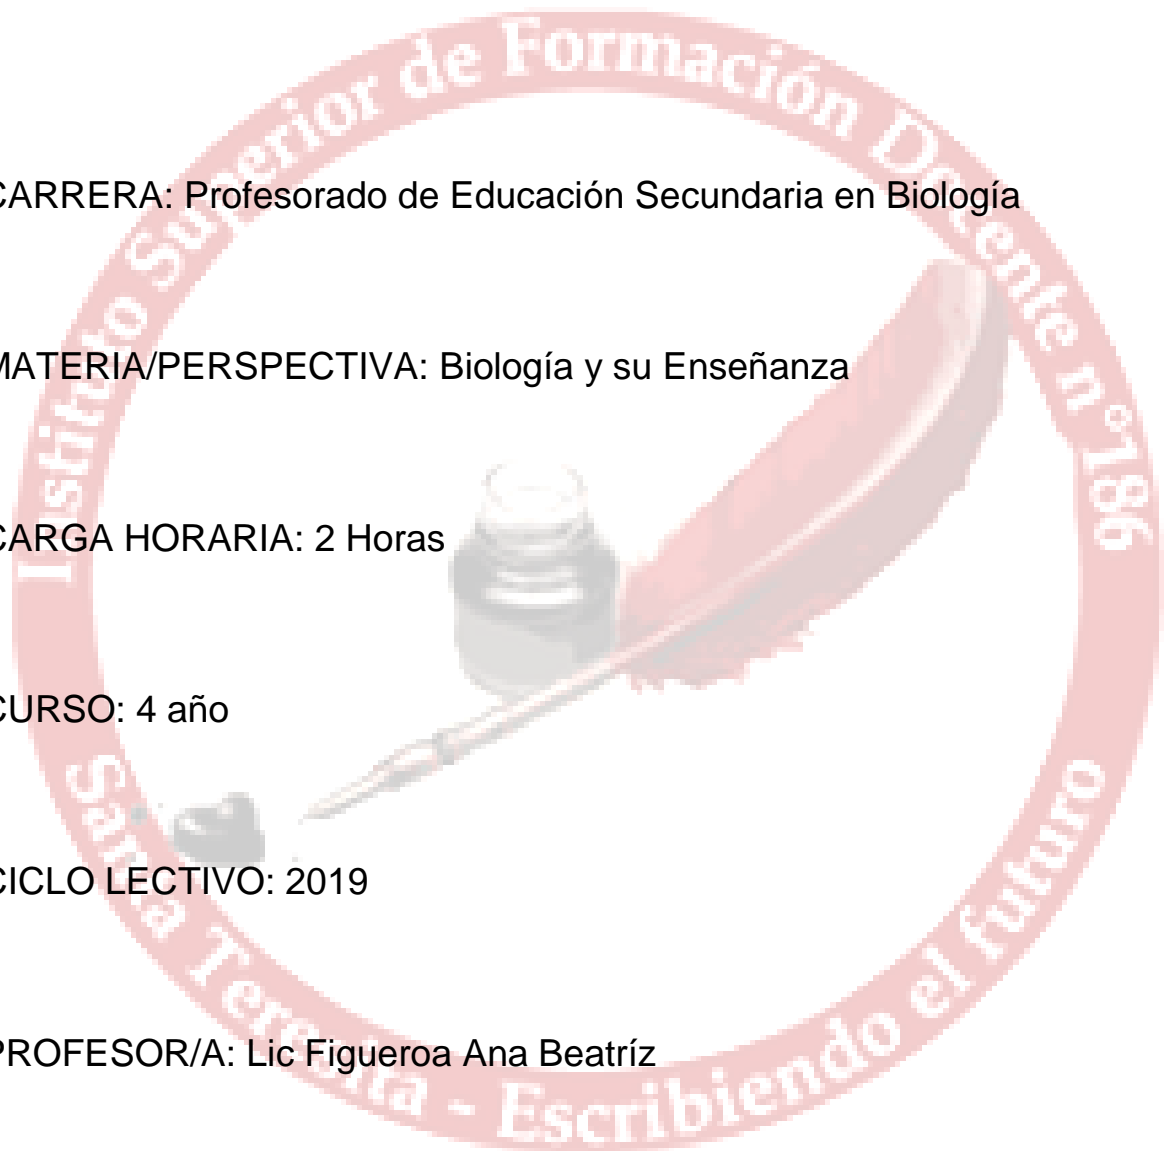 Instituto Superior de Formación Docente n°186
CARRERA: Profesorado de Educación Secundaria en Biología
MATERIA/PERSPECTIVA: Biología y su Enseñanza
CARGA HORARIA: 2 Horas
CURSO: 4 año
CICLO LECTIVO: 2019
PROFESOR/A: Lic Figueroa Ana Beatríz
Santa Teresita - Escribiendo el futuro